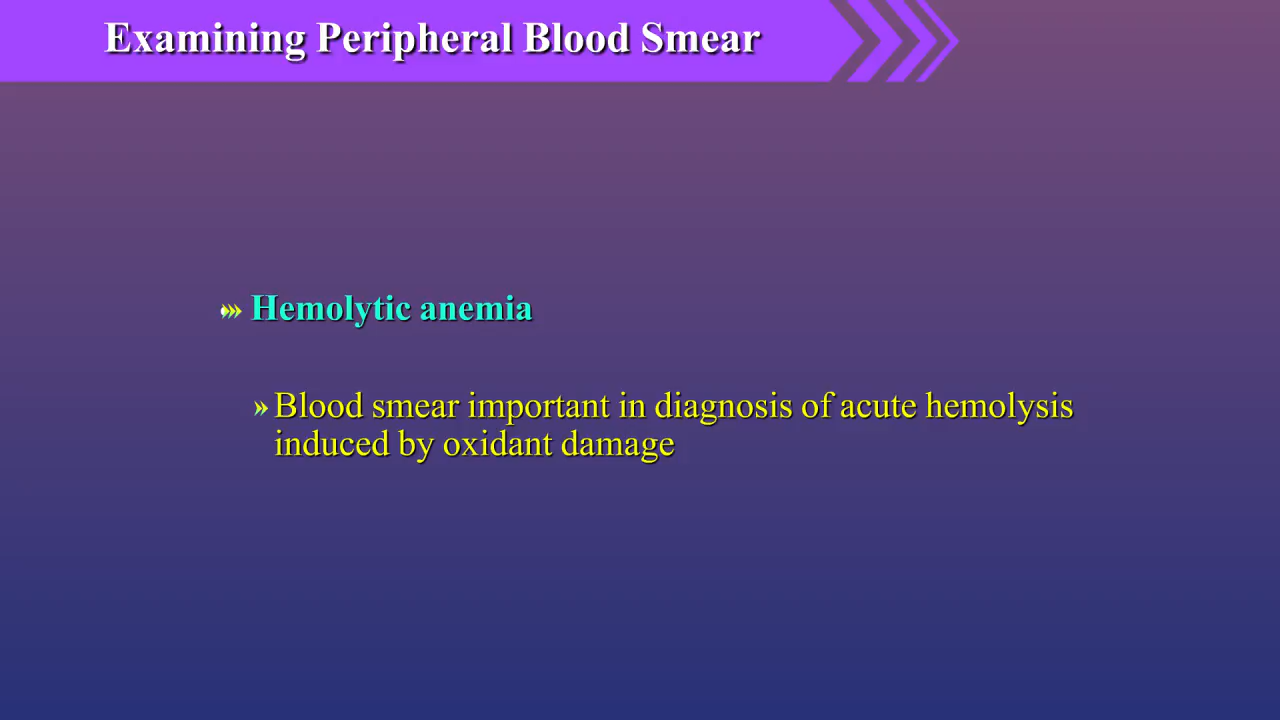 Examining Peripheral Blood Smear
Hemolytic anemia
Blood smear important in diagnosis of acute hemolysis
induced by oxidant damage